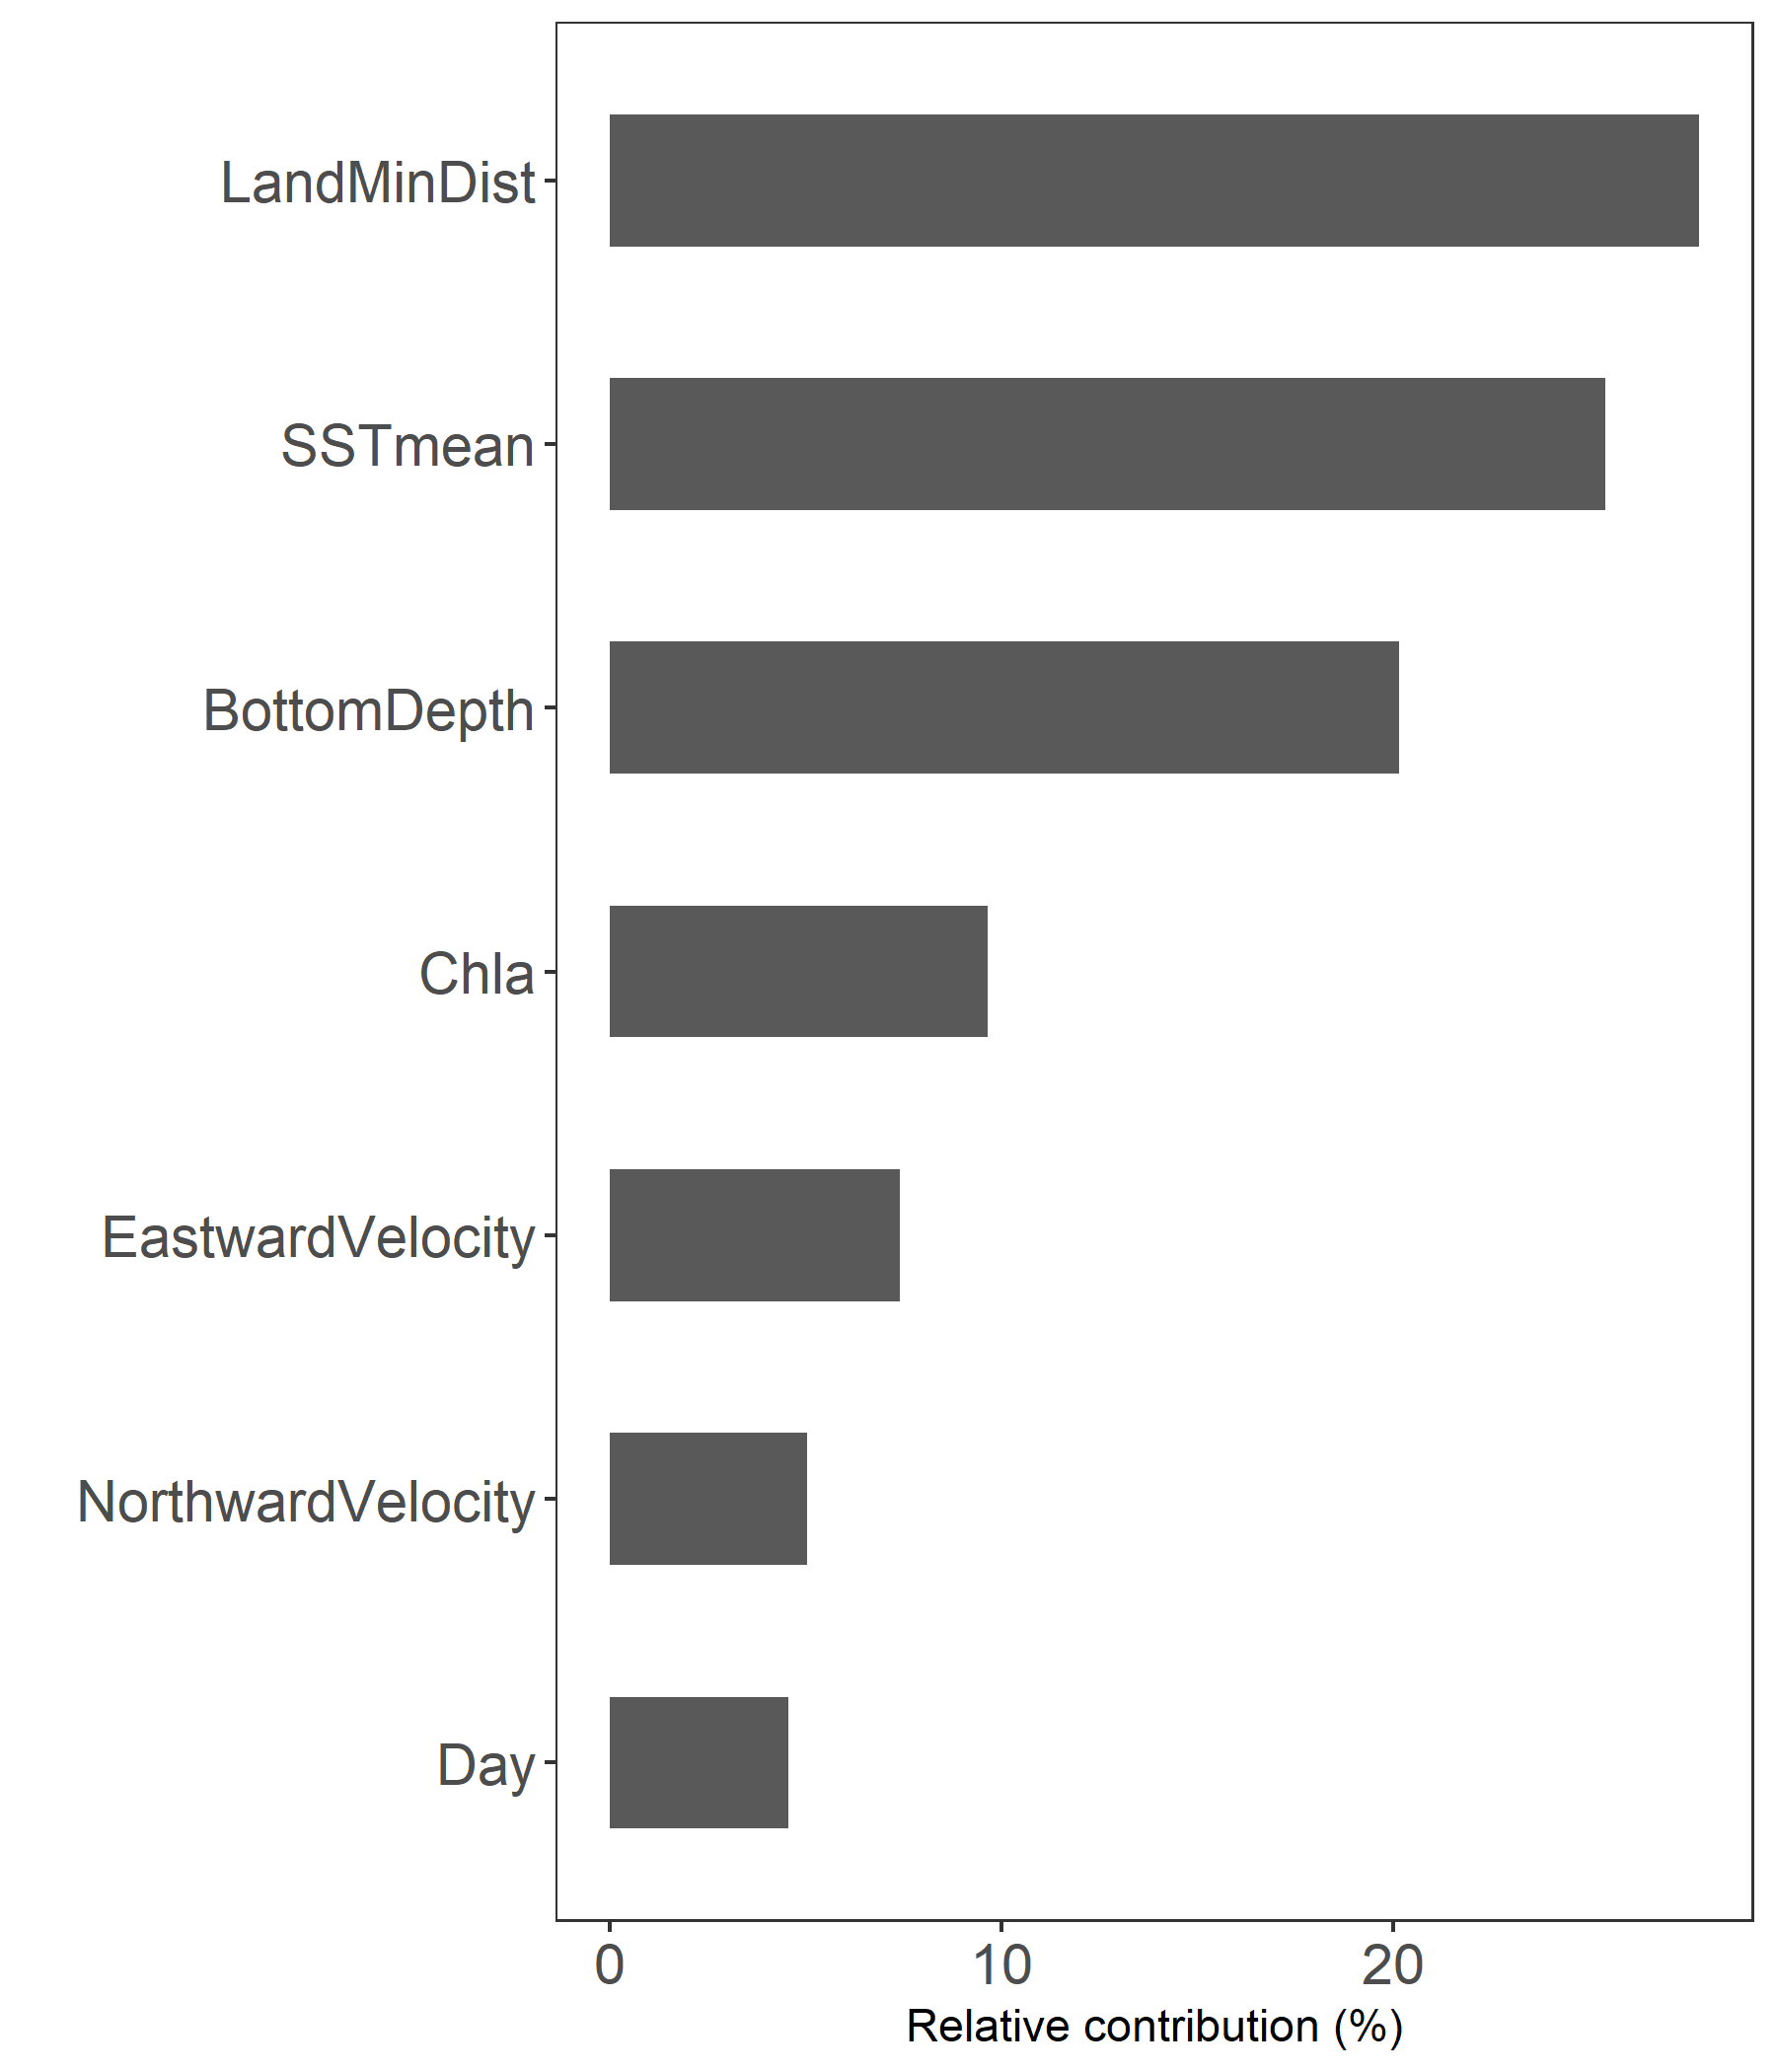 LandMinDist
SSTmean
BottomDepth
Chla
EastwardVelocity
NorthwardVelocity
Day
0 10 20
Relative contribution (%)